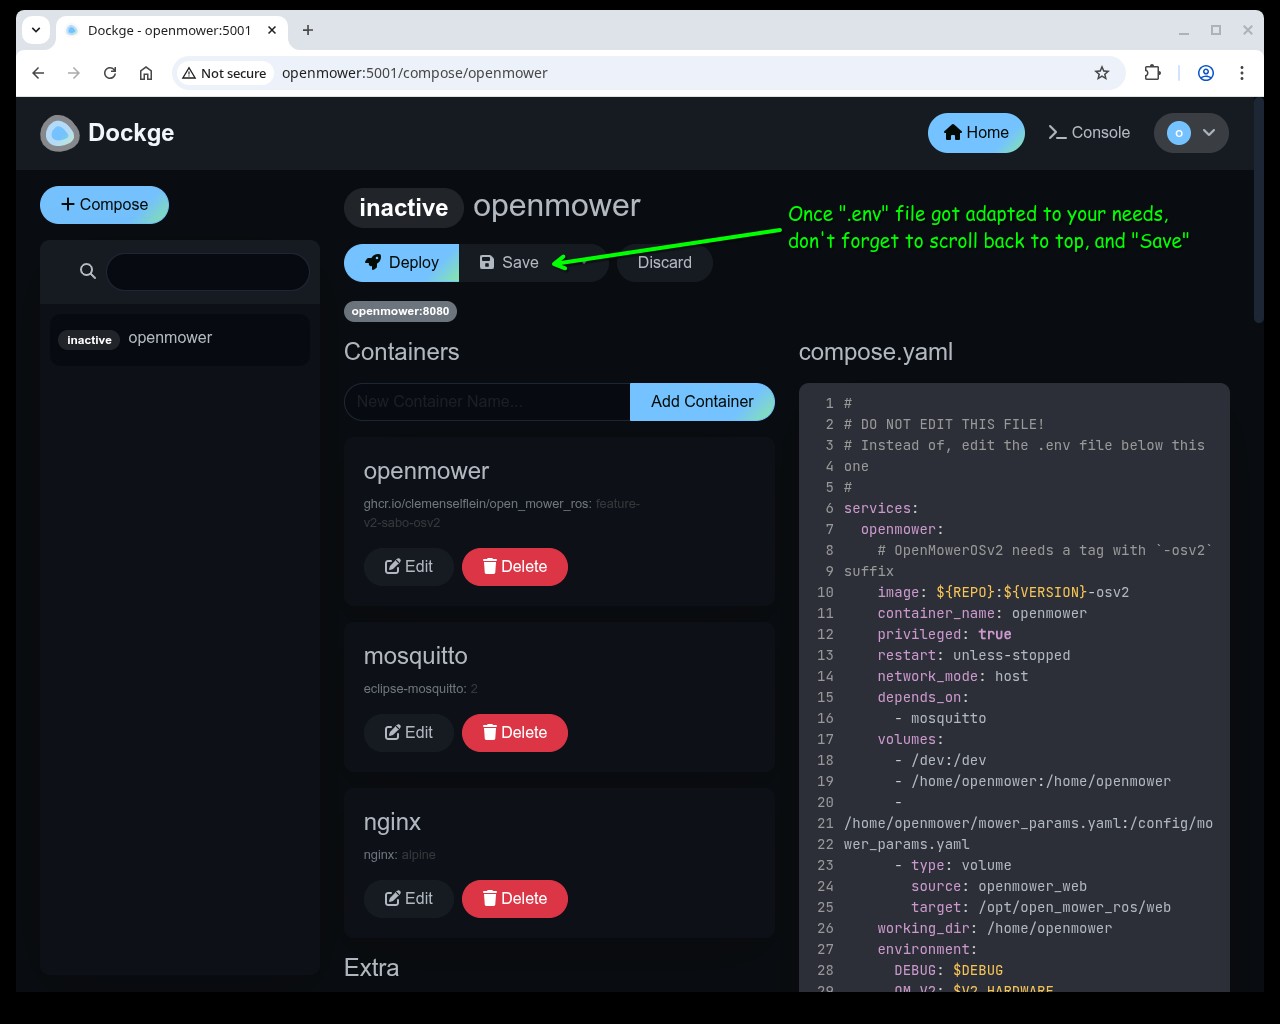 Dockge - openmower:5001
Not secure
openmower:5001/compose/openmower
Dockge
Home
Console
o
Compose
inactive openmower
Once ".env" file got adapted to your needs,
don't forget to scroll back to top, and "Save"
Deploy
Save
Discard
openmower:8080
inactive openmower
Containers
New Container Name...
Add Container
openmower
ghcr.io/clemenselflein/open_mower_ros: feature-
v2-sabo-osv2
Edit
Delete
mosquitto
eclipse-mosquitto: 2
Edit
Delete
nginx
nginx: alpine
Edit
Delete
Extra
compose.yaml
1 #
2 # DO NOT EDIT THIS FILE!
3 # Instead of, edit the .env file below this
4 one
5 #
6 services:
7 openmower:
8 # OpenMowerOSv2 needs a tag with `-osv2`
9 suffix
10 image: ${REPO}:${VERSION}-osv2
11 container_name: openmower
12 privileged: true
13 restart: unless-stopped
14 network_mode: host
15 depends_on:
16 - mosquitto
17 volumes:
18 - /dev:/dev
19 - /home/openmower:/home/openmower
20 -
21 /home/openmower/mower_params.yaml:/config/mo
22 wer_params.yaml
23 - type: volume
24 source: openmower_web
25 target: /opt/open_mower_ros/web
26 working_dir: /home/openmower
27 environment:
28 DEBUG: $DEBUG
29 OM_V2: $V2_HARDWARE